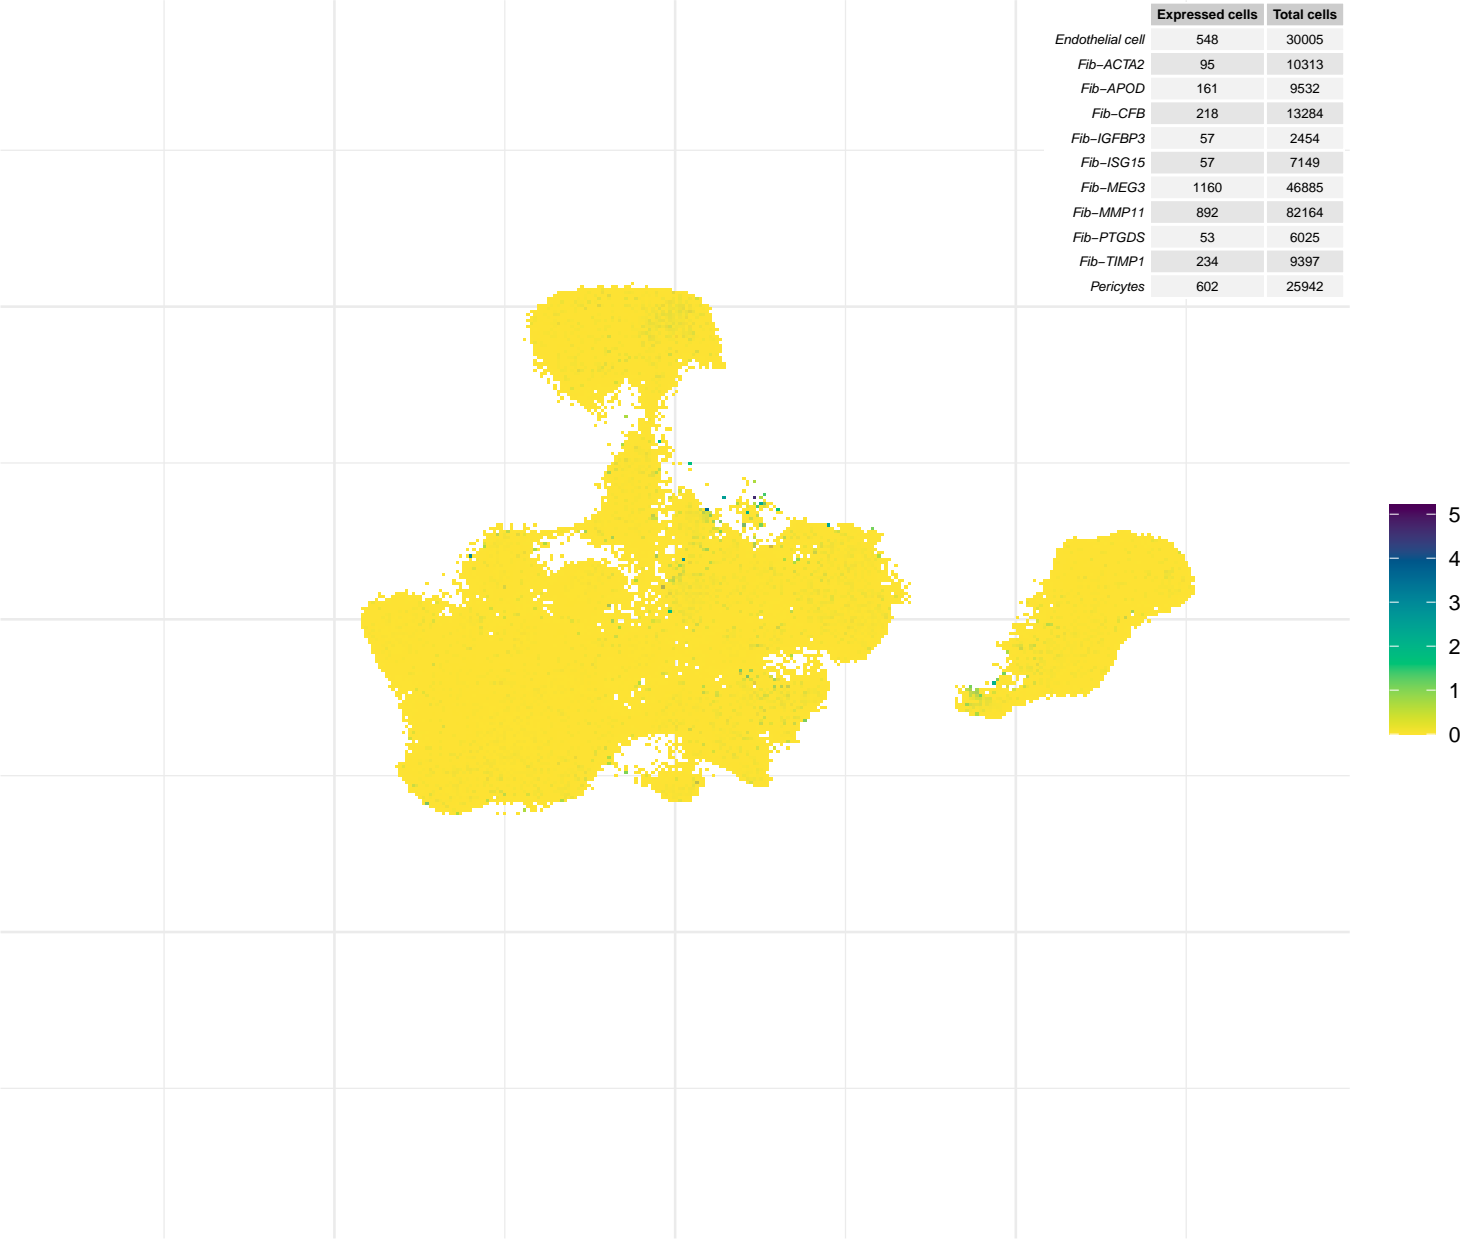 Expressed cells Total cells
Endothelial cell 548 30005
Fib−ACTA2 95 10313
Fib−APOD 161 9532
Fib−CFB 218 13284
Fib−IGFBP3 57 2454
Fib−ISG15 57 7149
Fib−MEG3 1160 46885
Fib−MMP11 892 82164
Fib−PTGDS 53 6025
Fib−TIMP1 234 9397
Pericytes 602 25942
5
4
3
2
1
0